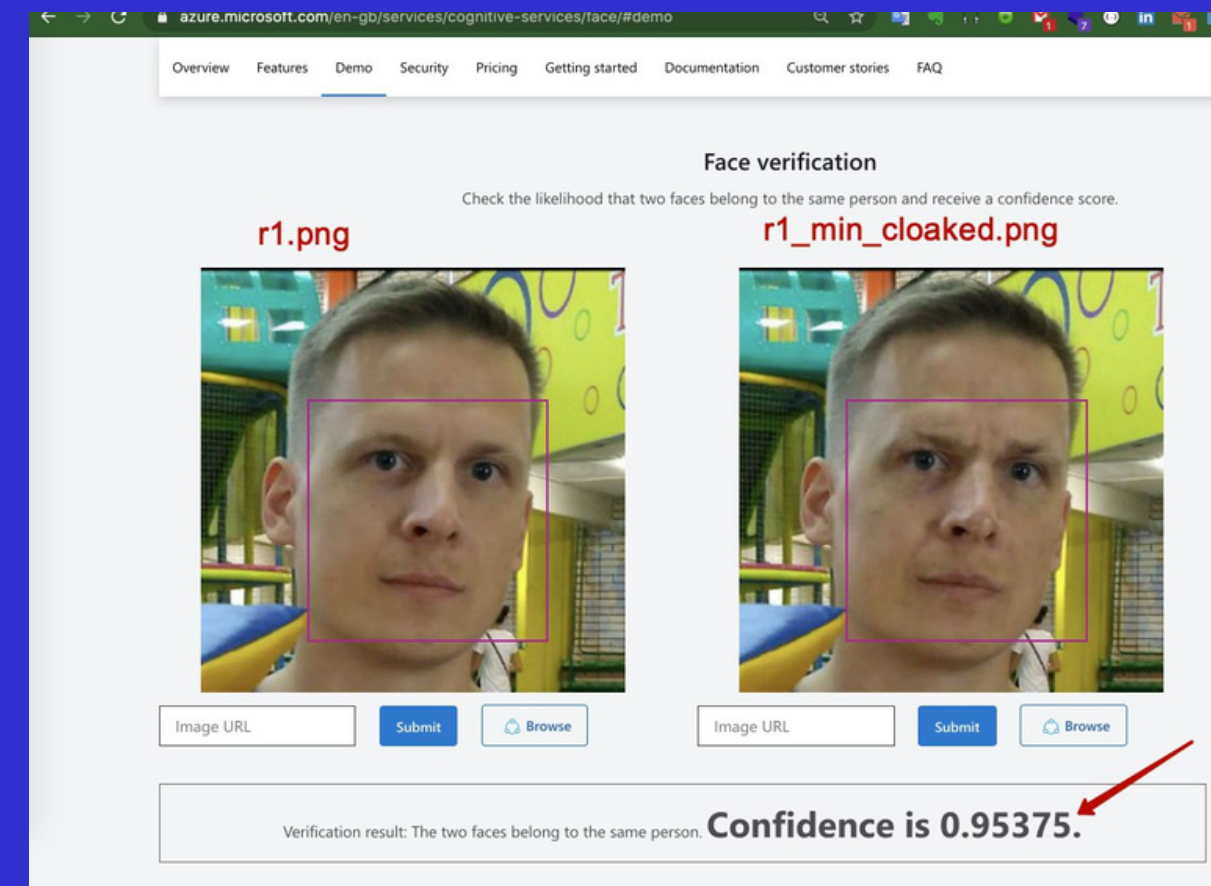 azure.microsoft.com/en-gb/services/cognitive-services/face/#demo
Overview Features Demo Security Pricing Getting started Documentation Customer stories FAQ
Face verification
Check the likelihood that two faces belong to the same person and receive a confidence score.
r1.png
r1_min_cloaked.png
Image URL Submit Browse
Image URL Submit Browse
Verification result: The two faces belong to the same person. Confidence is 0.95375.